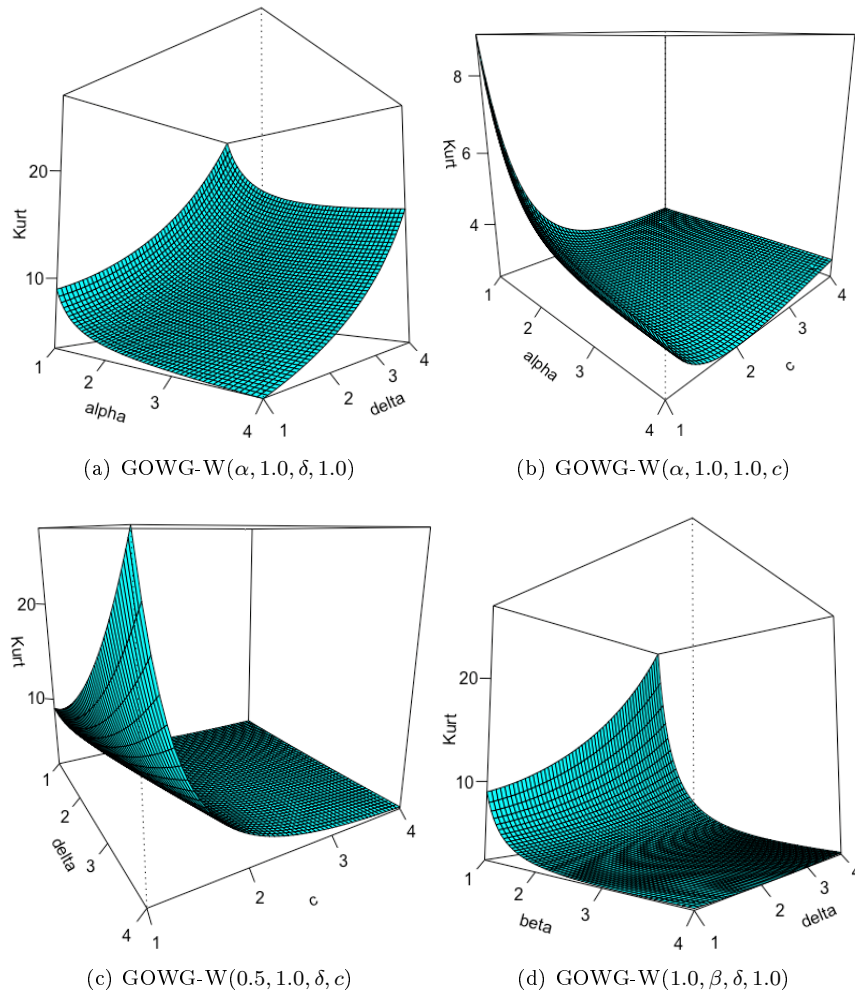 20
Kurt
10
1
2
alpha
3
4
1
2
delta
3
4
(a) GOWG-W(α, 1.0, δ, 1.0)
8
Kurt
6
4
1
2
alpha
3
4
1
2
c
3
4
(b) GOWG-W(α, 1.0, 1.0, c)
20
Kurt
10
1
2
delta
3
4
1
2
c
3
4
(c) GOWG-W(0.5, 1.0, δ, c)
20
Kurt
10
1
2
beta
3
4
1
2
delta
3
4
(d) GOWG-W(1.0, β, δ, 1.0)